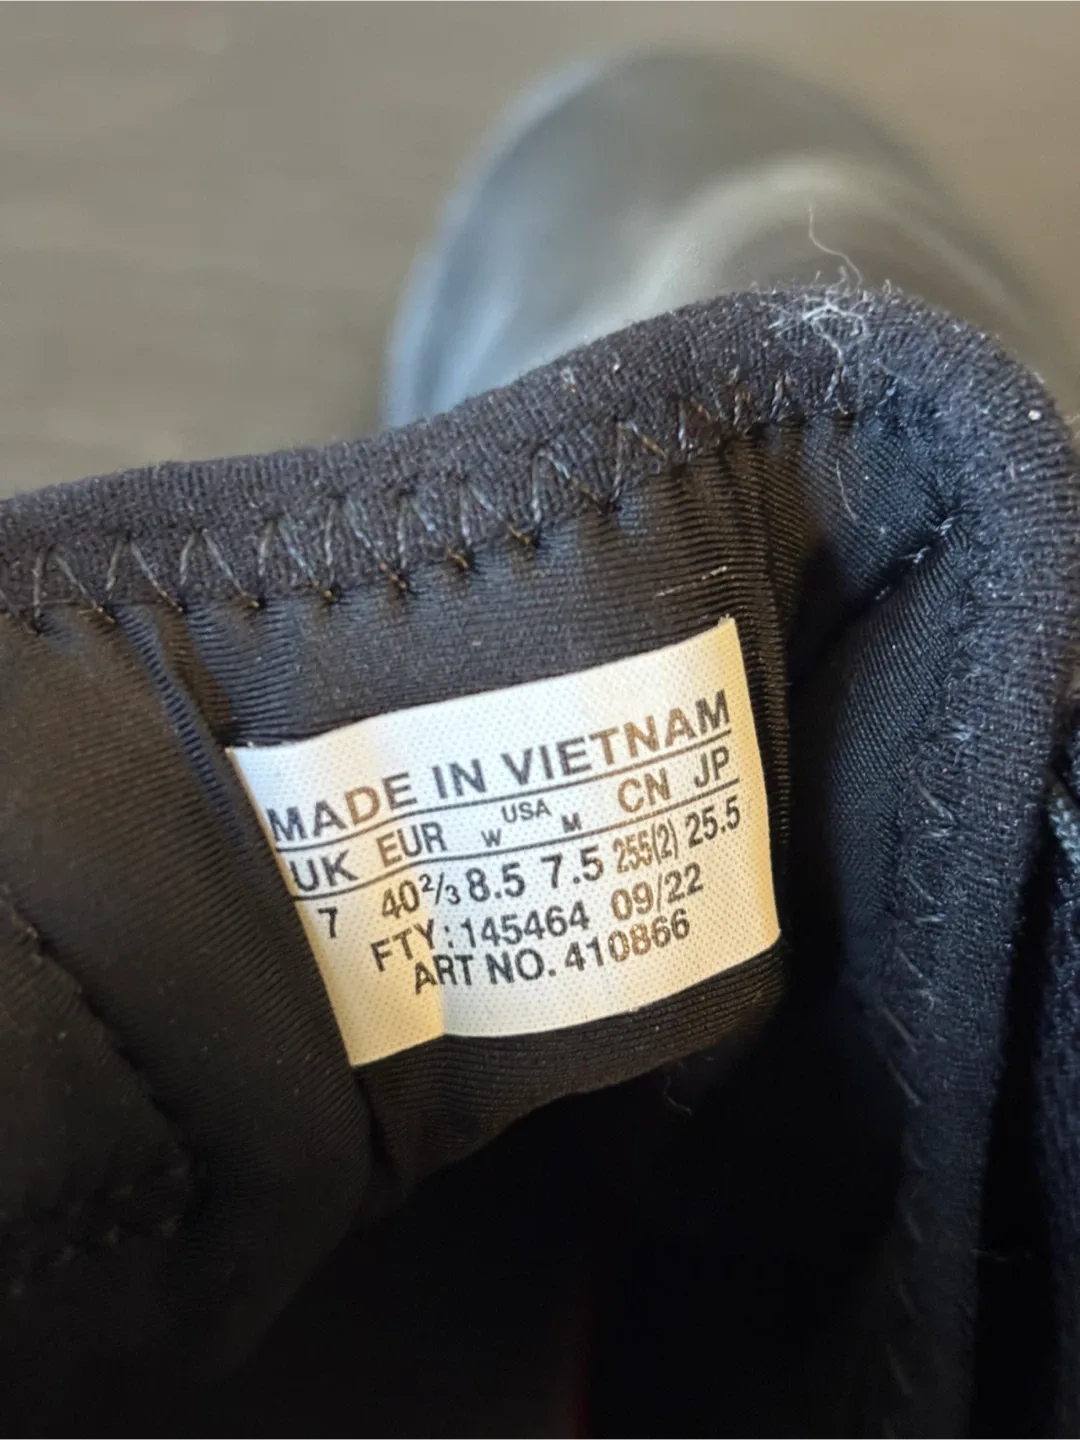 MADE IN VIETNAM
UK EUR W USA M CN JP
7 40⅔ 8.5 7.5 255(2) 25.5
FTY:145464 09/22
ART NO. 410866